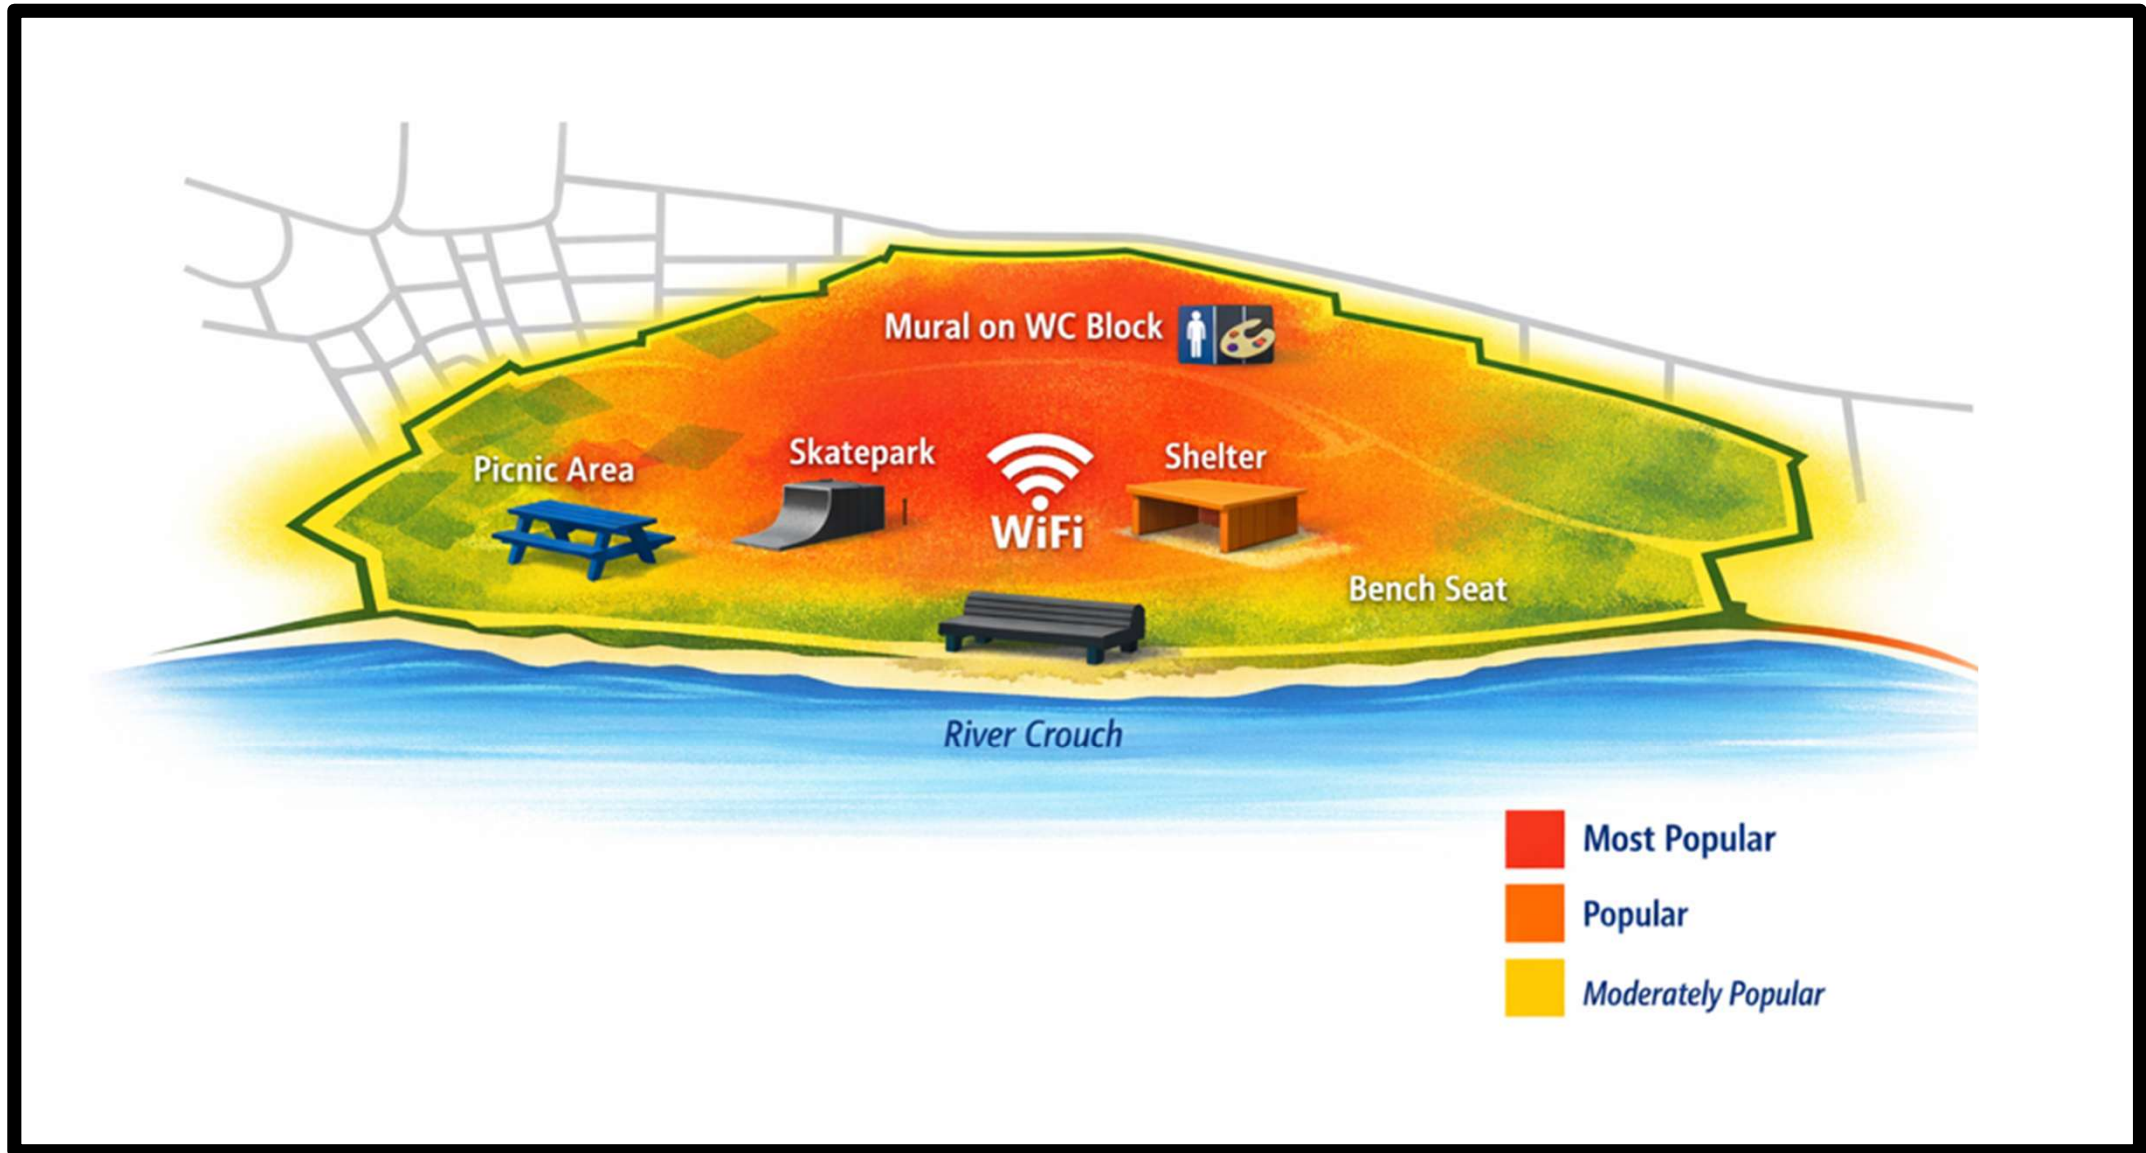 Mural on WC Block
Picnic Area
Skatepark
Shelter
WiFi
Bench Seat
River Crouch
Most Popular
Popular
Moderately Popular